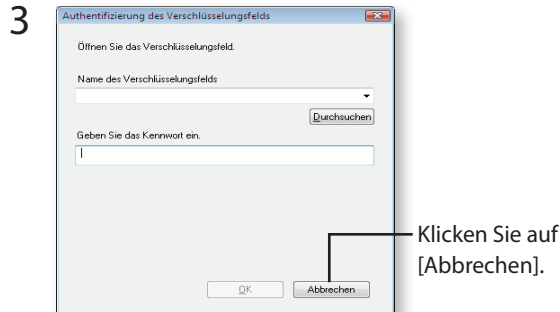 3
Authentifizierung des Verschlüsselungsfelds
Öffnen Sie das Verschlüsselungsfeld.
Name des Verschlüsselungsfelds
Durchsuchen
Geben Sie das Kennwort ein.
Klicken Sie auf
[Abbrechen].
OK Abbrechen